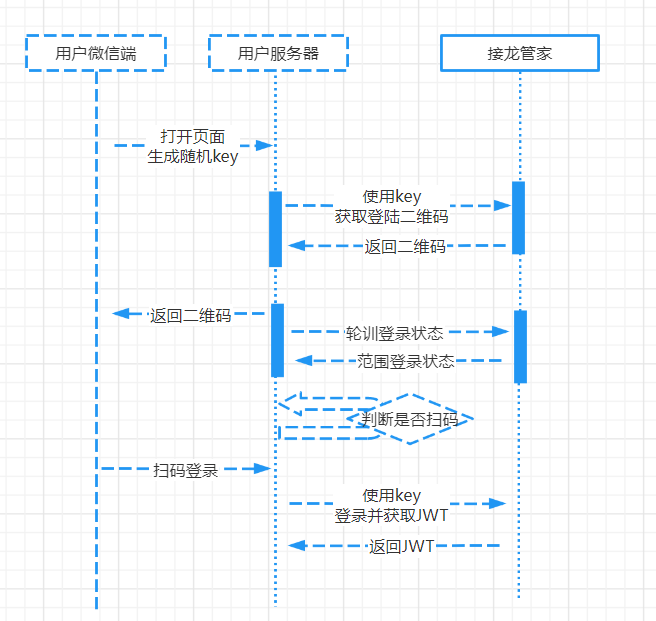 用户微信端
用户服务器
接龙管家
打开页面
生成随机key
使用key
获取登陆二维码
返回二维码
返回二维码
轮训登录状态
范围登录状态
判断是否扫码
扫码登录
使用key
登录并获取JWT
返回JWT